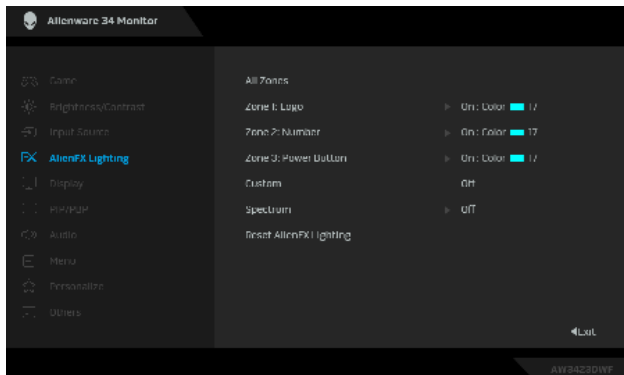 Alienware 34 Monitor
Game
Brightness/Contrast
Input Source
FX AlienFX Lighting
Display
PIP/PBP
Audio
Menu
Personalize
Others
All Zones
Zone 1: Logo On: Color 17
Zone 2: Number On: Color 17
Zone 3: Power Button On: Color 17
Custom Off
Spectrum Off
Reset AlienFX Lighting
Exit
AW3423DWF